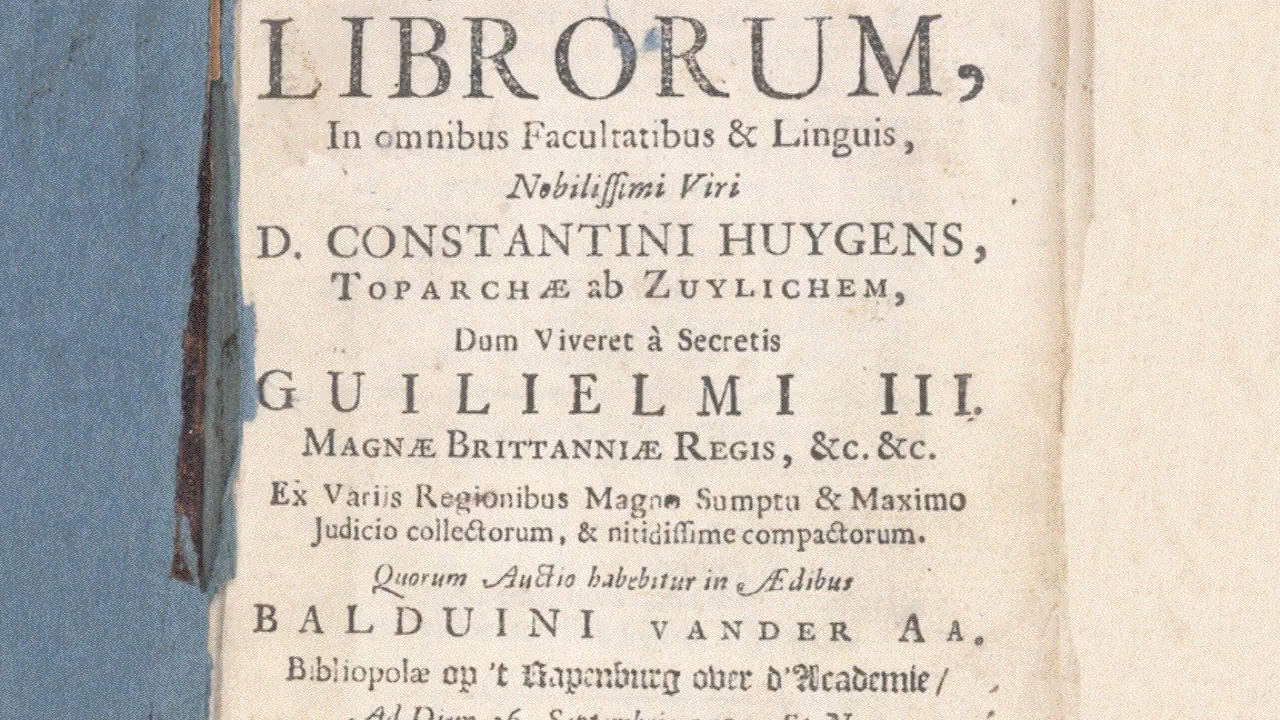 LIBRORUM,
In omnibus Facultatibus & Linguis,
Nobilissimi Viri
D. CONSTANTINI HUYGENS,
TOPARCHÆ ab ZUYLICHEM,
Dum Viveret à Secretis
GUILIELMI III.
MAGNÆ BRITTANNIÆ REGIS, &c. &c.
Ex Variis Regionibus Magno Sumptu & Maximo
Judicio collectorum, & nitidissime compactorum.
Quorum Auctio habebitur in Ædibus
BALDUINI VANDER AA.
Bibliopolæ op 't Rapenburg over d'Academie/
Ad Diem